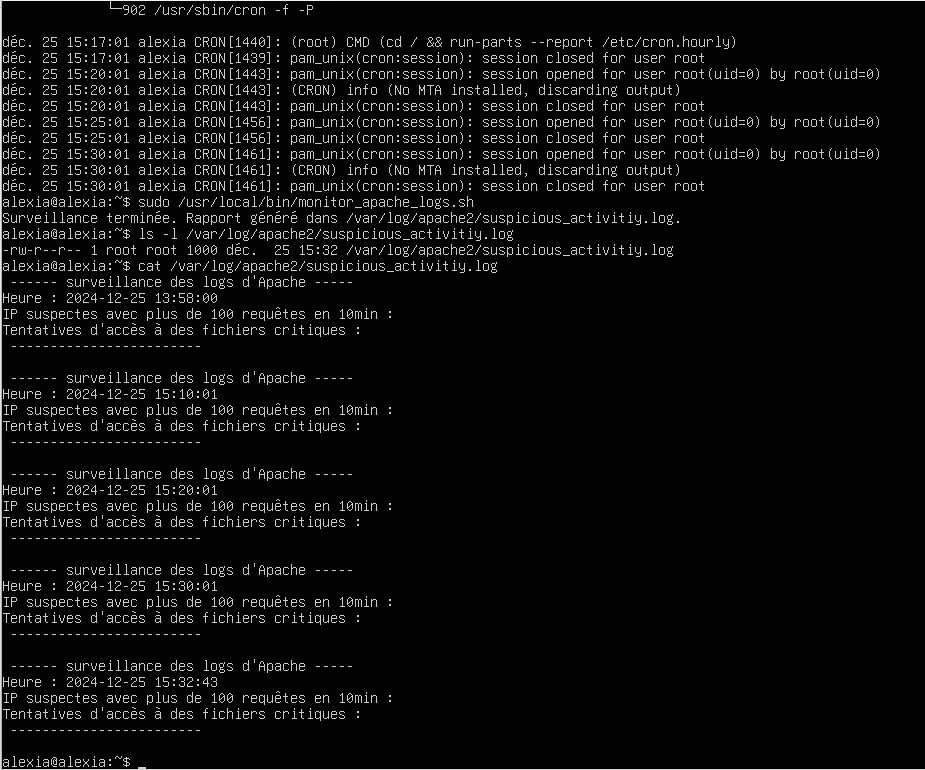 └─902 /usr/sbin/cron -f -P
déc. 25 15:17:01 alexia CRON[1440]: (root) CMD (cd / && run-parts --report /etc/cron.hourly)
déc. 25 15:17:01 alexia CRON[1439]: pam_unix(cron:session): session closed for user root
déc. 25 15:20:01 alexia CRON[1443]: pam_unix(cron:session): session opened for user root(uid=0) by root(uid=0)
déc. 25 15:20:01 alexia CRON[1443]: (CRON) info (No MTA installed, discarding output)
déc. 25 15:20:01 alexia CRON[1443]: pam_unix(cron:session): session closed for user root
déc. 25 15:25:01 alexia CRON[1456]: pam_unix(cron:session): session opened for user root(uid=0) by root(uid=0)
déc. 25 15:25:01 alexia CRON[1456]: pam_unix(cron:session): session closed for user root
déc. 25 15:30:01 alexia CRON[1461]: pam_unix(cron:session): session opened for user root(uid=0) by root(uid=0)
déc. 25 15:30:01 alexia CRON[1461]: (CRON) info (No MTA installed, discarding output)
déc. 25 15:30:01 alexia CRON[1461]: pam_unix(cron:session): session closed for user root
alexia@alexia:~$ sudo /usr/local/bin/monitor_apache_logs.sh
Surveillance terminée. Rapport généré dans /var/log/apache2/suspicious_activitiy.log.
alexia@alexia:~$ ls -l /var/log/apache2/suspicious_activitiy.log
-rw-r--r-- 1 root root 1000 déc.  25 15:32 /var/log/apache2/suspicious_activitiy.log
alexia@alexia:~$ cat /var/log/apache2/suspicious_activitiy.log
 ------ surveillance des logs d'Apache -----
Heure : 2024-12-25 13:58:00
IP suspectes avec plus de 100 requêtes en 10min :
Tentatives d'accès à des fichiers critiques :
 ------------------------
 ------ surveillance des logs d'Apache -----
Heure : 2024-12-25 15:10:01
IP suspectes avec plus de 100 requêtes en 10min :
Tentatives d'accès à des fichiers critiques :
 ------------------------
 ------ surveillance des logs d'Apache -----
Heure : 2024-12-25 15:20:01
IP suspectes avec plus de 100 requêtes en 10min :
Tentatives d'accès à des fichiers critiques :
 ------------------------
 ------ surveillance des logs d'Apache -----
Heure : 2024-12-25 15:30:01
IP suspectes avec plus de 100 requêtes en 10min :
Tentatives d'accès à des fichiers critiques :
 ------------------------
 ------ surveillance des logs d'Apache -----
Heure : 2024-12-25 15:32:43
IP suspectes avec plus de 100 requêtes en 10min :
Tentatives d'accès à des fichiers critiques :
 ------------------------
alexia@alexia:~$ _